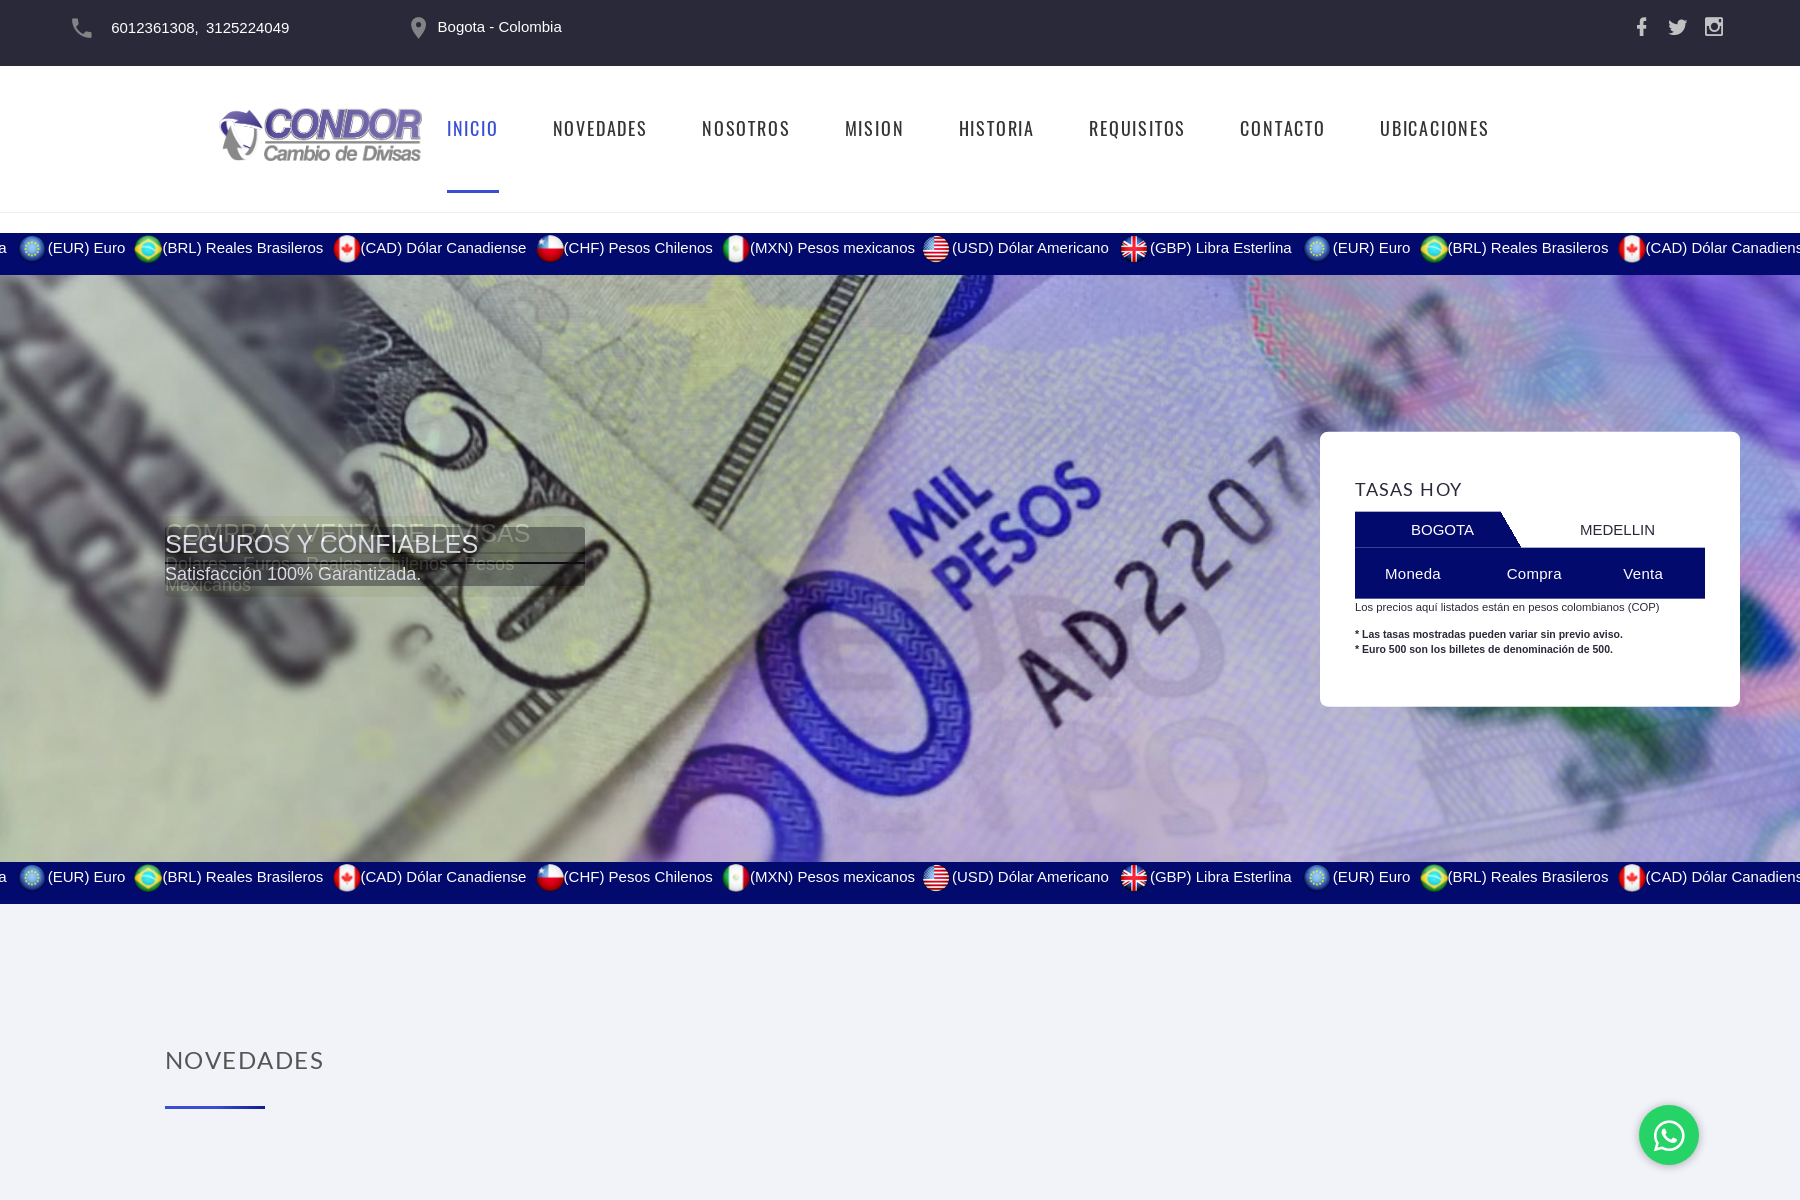 6012361308, 3125224049
Bogota - Colombia
CONDOR
Cambio de Divisas
INICIO NOVEDADES NOSOTROS MISION HISTORIA REQUISITOS CONTACTO UBICACIONES
a (EUR) Euro (BRL) Reales Brasileros (CAD) Dólar Canadiense (CHF) Pesos Chilenos (MXN) Pesos mexicanos (USD) Dólar Americano (GBP) Libra Esterlina (EUR) Euro (BRL) Reales Brasileros (CAD) Dólar Canadiens
MIL
PESOS
AD2207
77
COMPRA Y VENTA DE DIVISAS
SEGUROS Y CONFIABLES
Dolares - Euros - Reales - Chilenos - Pesos
Satisfacción 100% Garantizada.
Mexicanos
TASAS HOY
BOGOTA MEDELLIN
Moneda Compra Venta
Los precios aquí listados están en pesos colombianos (COP)
* Las tasas mostradas pueden variar sin previo aviso.
* Euro 500 son los billetes de denominación de 500.
a (EUR) Euro (BRL) Reales Brasileros (CAD) Dólar Canadiense (CHF) Pesos Chilenos (MXN) Pesos mexicanos (USD) Dólar Americano (GBP) Libra Esterlina (EUR) Euro (BRL) Reales Brasileros (CAD) Dólar Canadiens
NOVEDADES